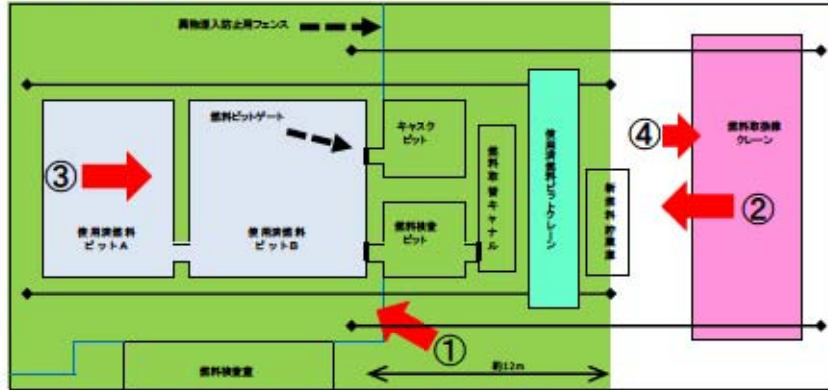 異物混入防止用フェンス
燃料ピットゲート
キャスク
ピット
燃料取替キャナル
使用済燃料ピットクレーン
燃料取扱棟
クレーン
④
③
②
新燃料貯蔵庫
使用済燃料
ピットA
使用済燃料
ピットB
燃料検査
ピット
①
約12m
燃料検査室